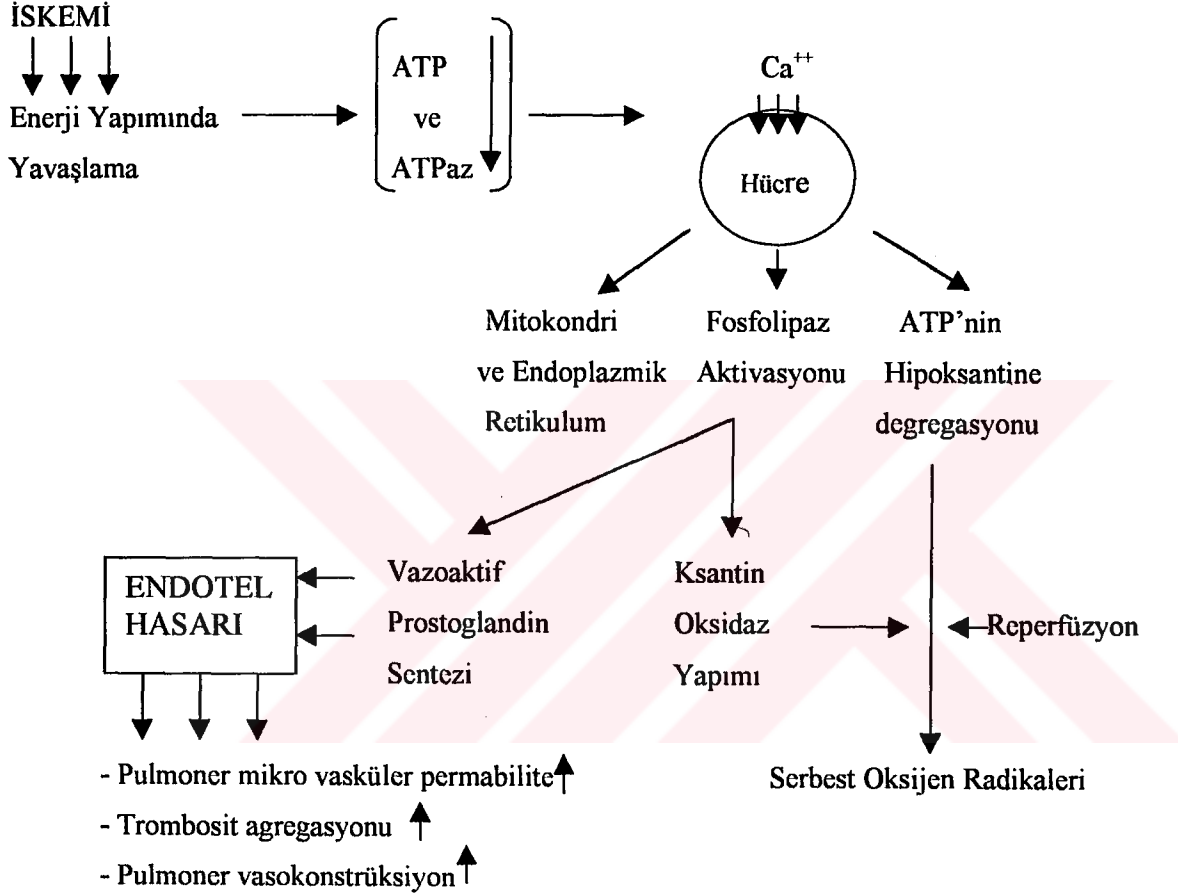 İSKEMİ
Enerji Yapımında
Yavaşlama
ATP
ve
ATPaz
Ca++
Hücre
Mitokondri
ve Endoplazmik
Retikulum
Fosfolipaz
Aktivasyonu
ATP'nin
Hipoksantine
degregasyonu
ENDOTEL
HASARI
Vazoaktif
Prostoglandin
Sentezi
Ksantin
Oksidaz
Yapımı
Reperfüzyon
- Pulmoner mikro vasküler permabilite
- Trombosit agregasyonu
- Pulmoner vasokonstrüksiyon
Serbest Oksijen Radikaleri